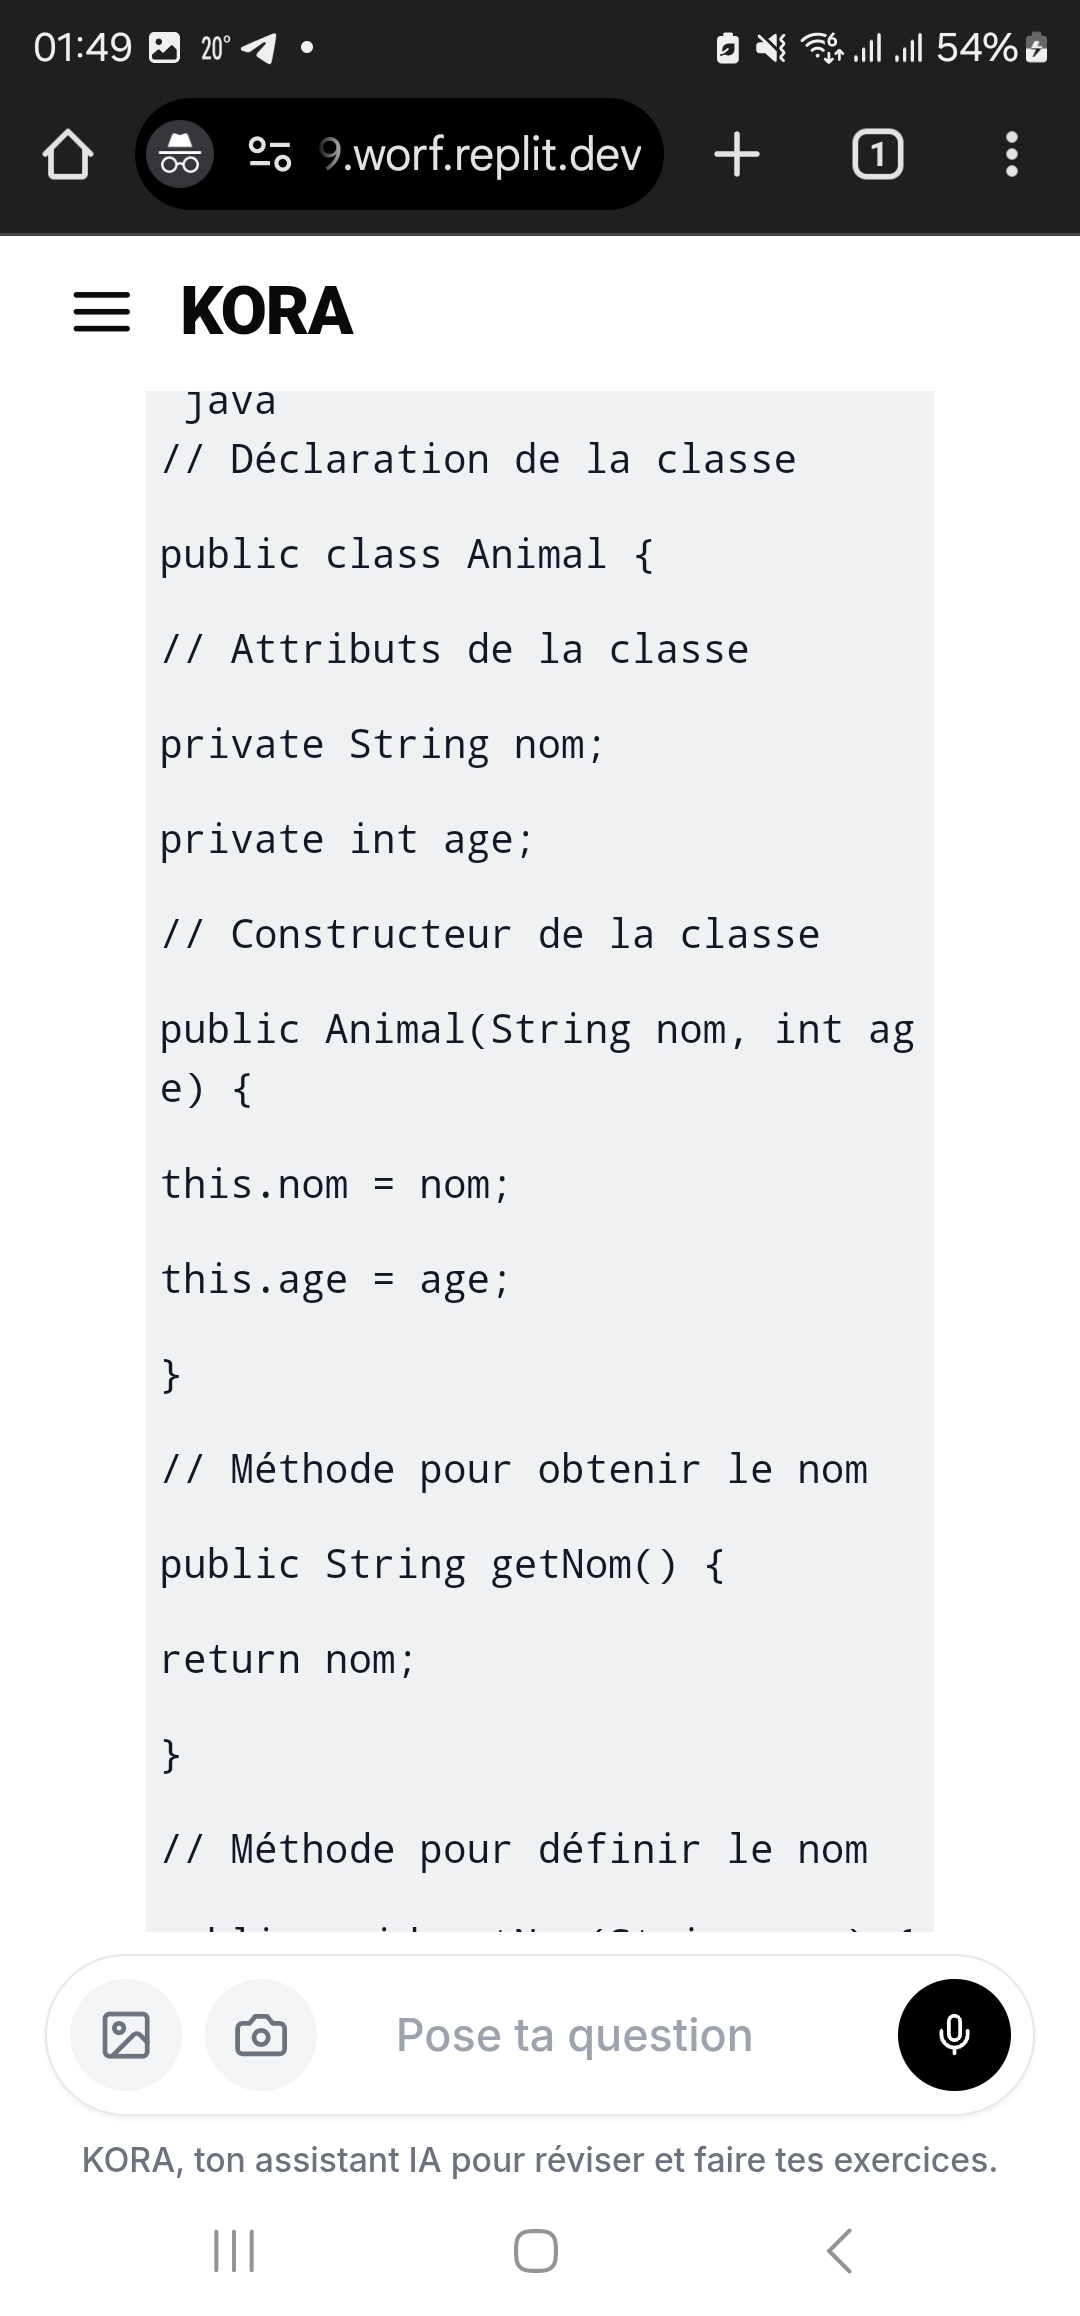 01:49 20° 54%
9.worf.replit.dev 1
KORA
java
// Déclaration de la classe
public class Animal {
// Attributs de la classe
private String nom;
private int age;
// Constructeur de la classe
public Animal(String nom, int ag
e) {
this.nom = nom;
this.age = age;
}
// Méthode pour obtenir le nom
public String getNom() {
return nom;
}
// Méthode pour définir le nom
Pose ta question
KORA, ton assistant IA pour réviser et faire tes exercices.